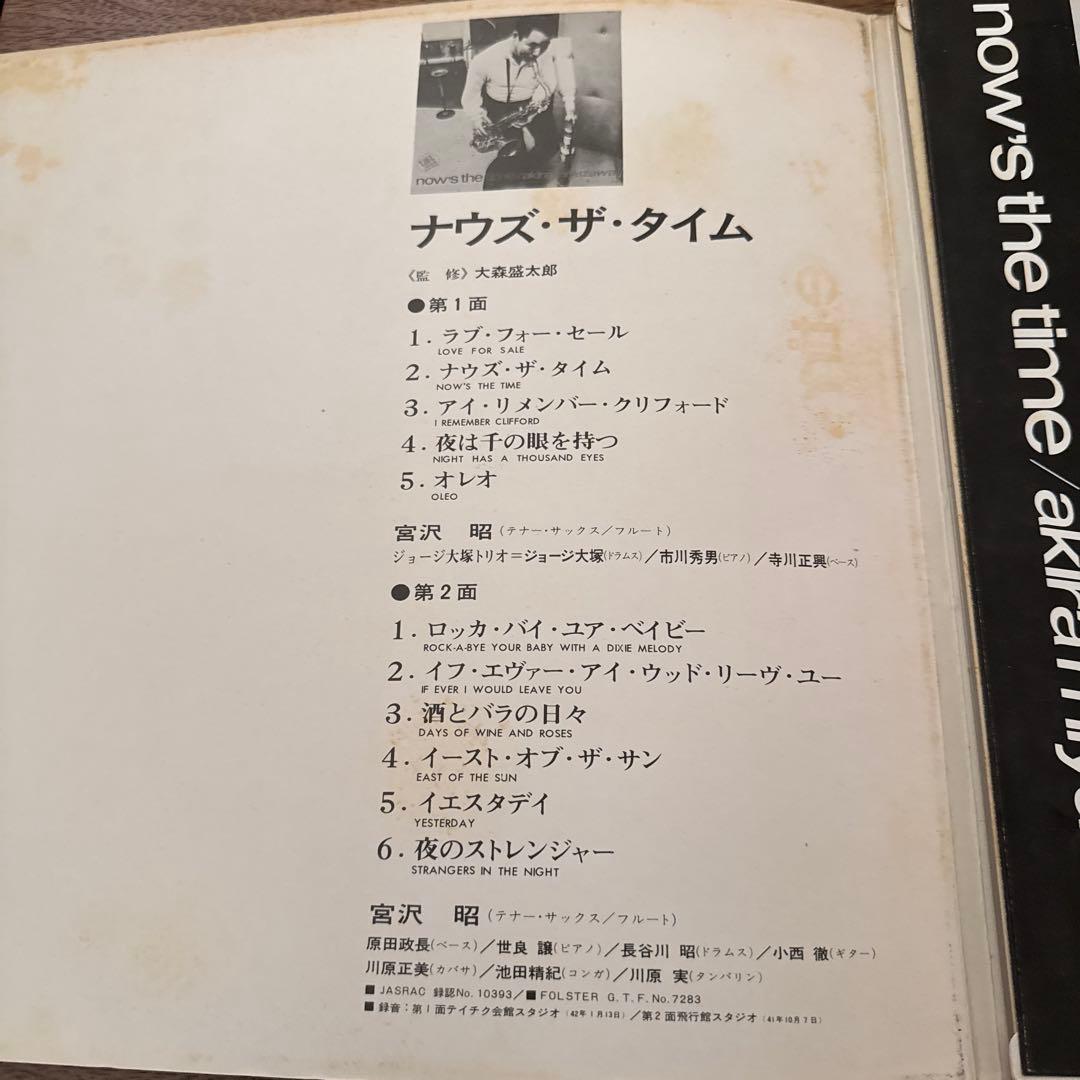 now's the
ナウズ・ザ・タイム
《監 修》大森盛太郎
●第1面
1. ラブ・フォー・セール
LOVE FOR SALE
2. ナウズ・ザ・タイム
NOW'S THE TIME
3. アイ・リメンバー・クリフォード
I REMEMBER CLIFFORD
4. 夜は千の眼を持つ
NIGHT HAS A THOUSAND EYES
5. オレオ
OLEO
宮沢 昭(テナー・サックス/フルート)
ジョージ大塚トリオ=ジョージ大塚(ドラムス)/市川秀男(ピアノ)/寺川正興(ベース)
●第2面
1. ロッカ・バイ・ユア・ベイビー
ROCK-A-BYE YOUR BABY WITH A DIXIE MELODY
2. イフ・エヴァー・アイ・ウッド・リーヴ・ユー
IF EVER I WOULD LEAVE YOU
3. 酒とバラの日々
DAYS OF WINE AND ROSES
4. イースト・オブ・ザ・サン
EAST OF THE SUN
5. イエスタデイ
YESTERDAY
6. 夜のストレンジャー
STRANGERS IN THE NIGHT
宮沢 昭(テナー・サックス/フルート)
原田政長(ベース)/世良 譲(ピアノ)/長谷川 昭(ドラムス)/小西 徹(ギター)
川原正美(カバサ)/池田精紀(コンガ)/川原 実(タンバリン)
■ JASRAC 録認No. 10393/■ FOLSTER G. T. F. No.7283
■ 録音:第1面テイチク会館スタジオ(42年1月13日)/第2面飛行館スタジオ(41年10月7日)
now's the time/akira miy